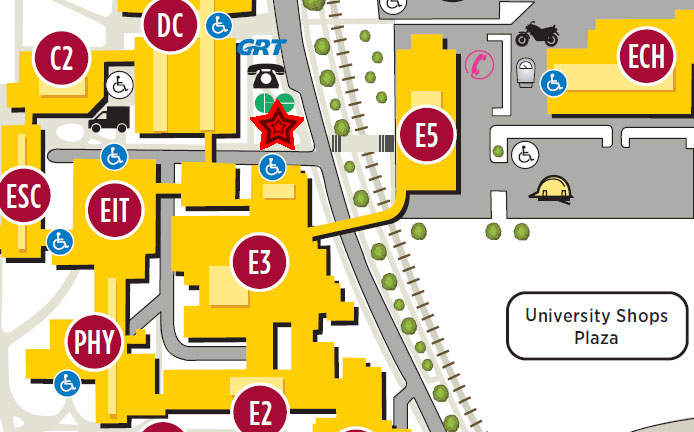 DC
GRT
C2
ECH
E5
ESC
EIT
E3
PHY
University Shops
Plaza
E2